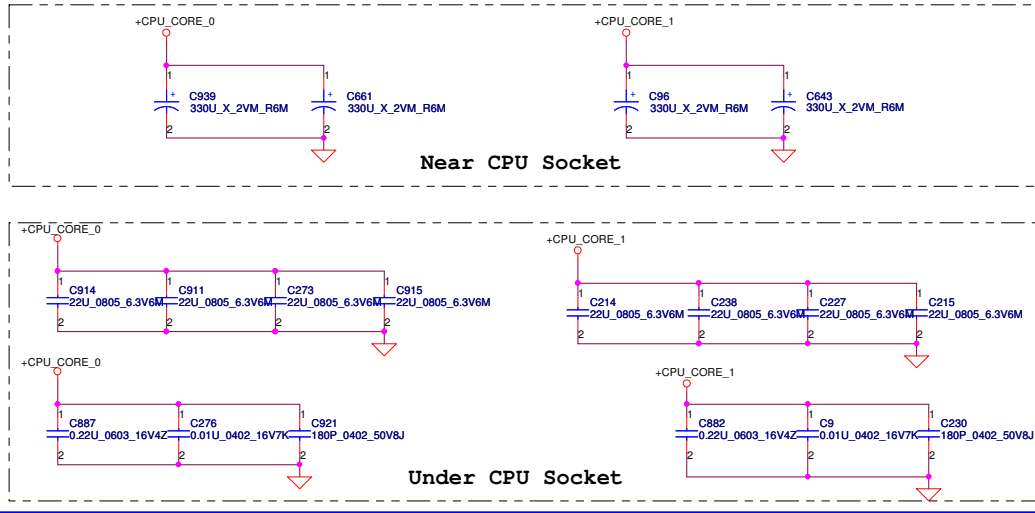 +CPU_CORE_0
+CPU_CORE_1
1 1 1 1
C939 C661 C96 C643
330U_X_2VM_R6M 330U_X_2VM_R6M 330U_X_2VM_R6M 330U_X_2VM_R6M
2 2 2 2
Near CPU Socket
+CPU_CORE_0
+CPU_CORE_1
1 1 1 1
C914 C911 C273 C915
22U_0805_6.3V6M 22U_0805_6.3V6M 22U_0805_6.3V6M 22U_0805_6.3V6M
2 2 2 2
1 1 1 1
C214 C238 C227 C215
22U_0805_6.3V6M 22U_0805_6.3V6M 22U_0805_6.3V6M 22U_0805_6.3V6M
2 2 2 2
+CPU_CORE_0
+CPU_CORE_1
1 1 1
C887 C276 C921
0.22U_0603_16V4Z 0.01U_0402_16V7K 180P_0402_50V8J
2 2 2
1 1 1
C882 C9 C230
0.22U_0603_16V4Z 0.01U_0402_16V7K 180P_0402_50V8J
2 2 2
Under CPU Socket